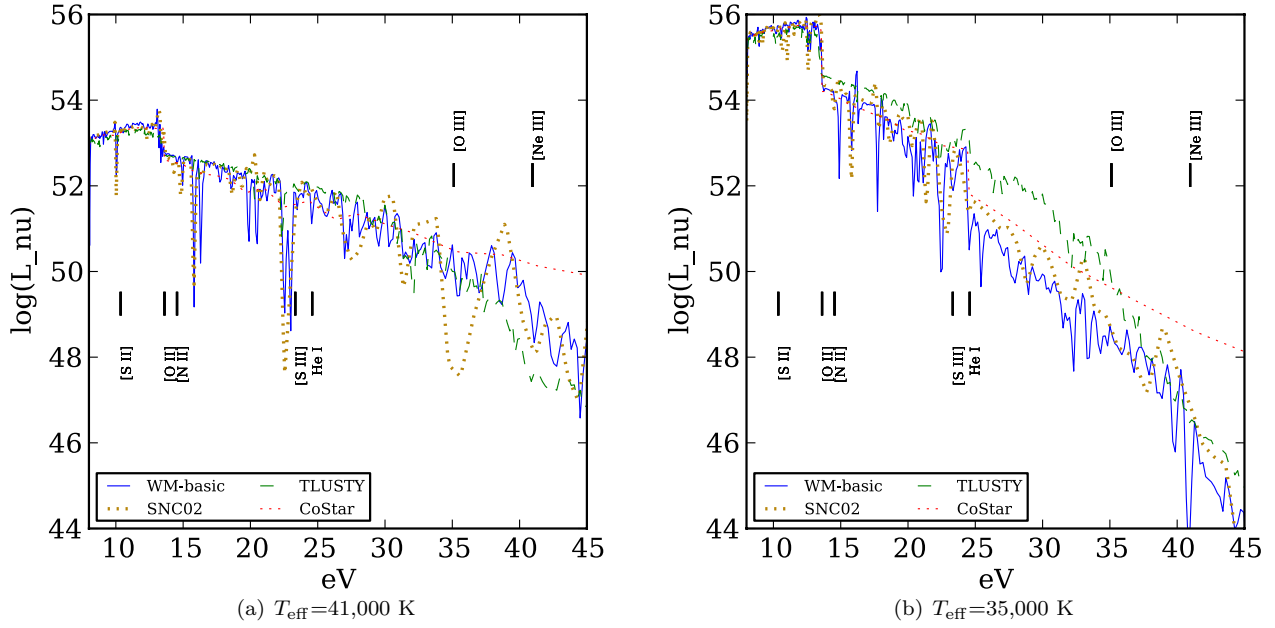 56
54
52
50
48
46
44
log(L_nu)
[O III]
[Ne III]
[S II]
[O II]
[N II]
[S III]
He I
WM-basic
SNC02
TLUSTY
CoStar
10 15 20 25 30 35 40 45
eV
(a) T_eff=41,000 K
56
54
52
50
48
46
44
log(L_nu)
[O III]
[Ne III]
[S II]
[O II]
[N II]
[S III]
He I
WM-basic
SNC02
TLUSTY
CoStar
10 15 20 25 30 35 40 45
eV
(b) T_eff=35,000 K